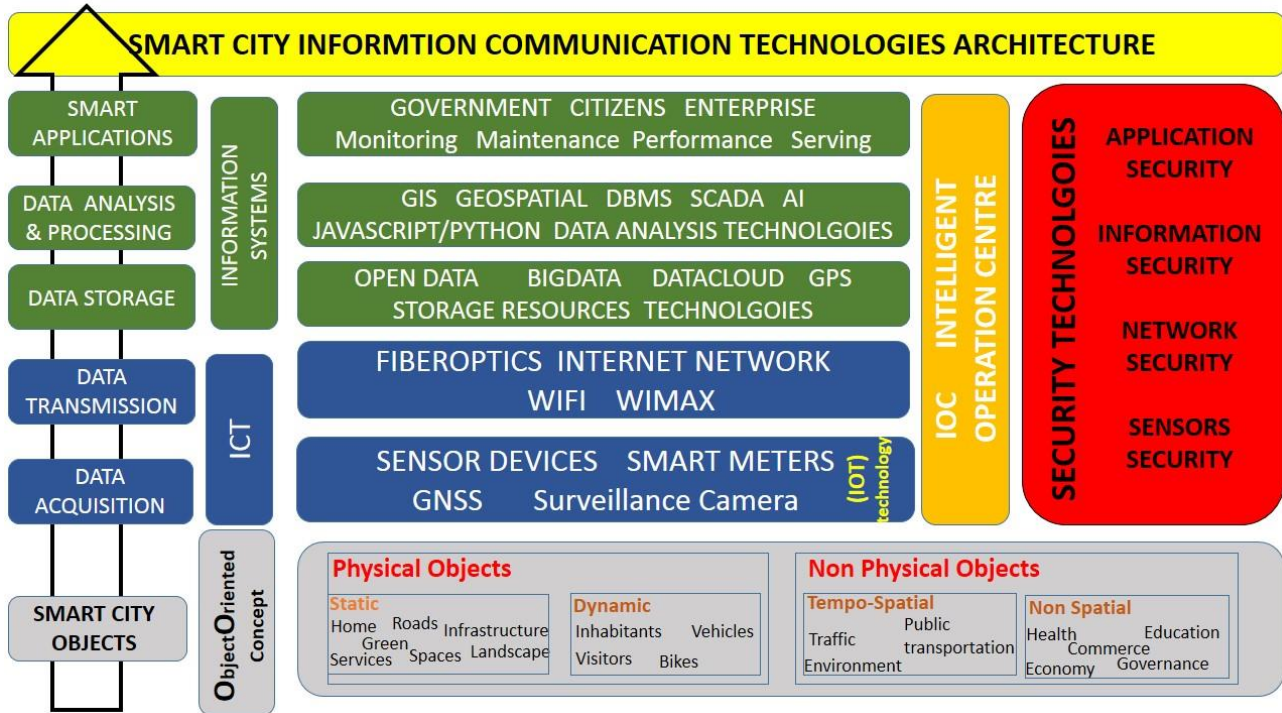 SMART CITY INFORMTION COMMUNICATION TECHNOLOGIES ARCHITECTURE
SMART
APPLICATIONS
DATA ANALYSIS
& PROCESSING
DATA STORAGE
DATA
TRANSMISSION
DATA
ACQUISITION
SMART CITY
OBJECTS
INFORMATION
SYSTEMS
ICT
ObjectOriented
Concept
GOVERNMENT CITIZENS ENTERPRISE
Monitoring Maintenance Performance Serving
GIS GEOSPATIAL DBMS SCADA AI
JAVASCRIPT/PYTHON DATA ANALYSIS TECHNOLGOIES
OPEN DATA BIGDATA DATACLOUD GPS
STORAGE RESOURCES TECHNOLGOIES
FIBEROPTICS INTERNET NETWORK
WIFI WIMAX
SENSOR DEVICES SMART METERS
GNSS Surveillance Camera
(IOT)
technology
IOC INTELLIGENT
OPERATION CENTRE
SECURITY TECHNOLGOIES
APPLICATION
SECURITY
INFORMATION
SECURITY
NETWORK
SECURITY
SENSORS
SECURITY
Physical Objects
Static
Home Roads Infrastructure
Green
Services Spaces Landscape
Dynamic
Inhabitants Vehicles
Visitors Bikes
Non Physical Objects
Tempo-Spatial
Traffic Public
transportation
Environment
Non Spatial
Health Education
Commerce
Economy Governance